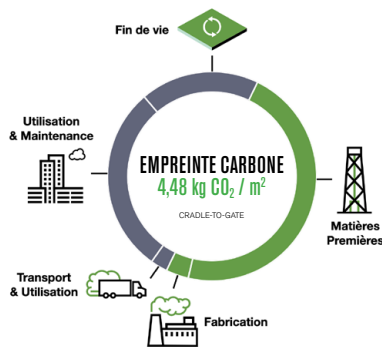 Fin de vie
Utilisation
& Maintenance
EMPREINTE CARBONE
4,48 kg CO₂ / m²
CRADLE-TO-GATE
Matières
Premières
Transport
& Utilisation
Fabrication